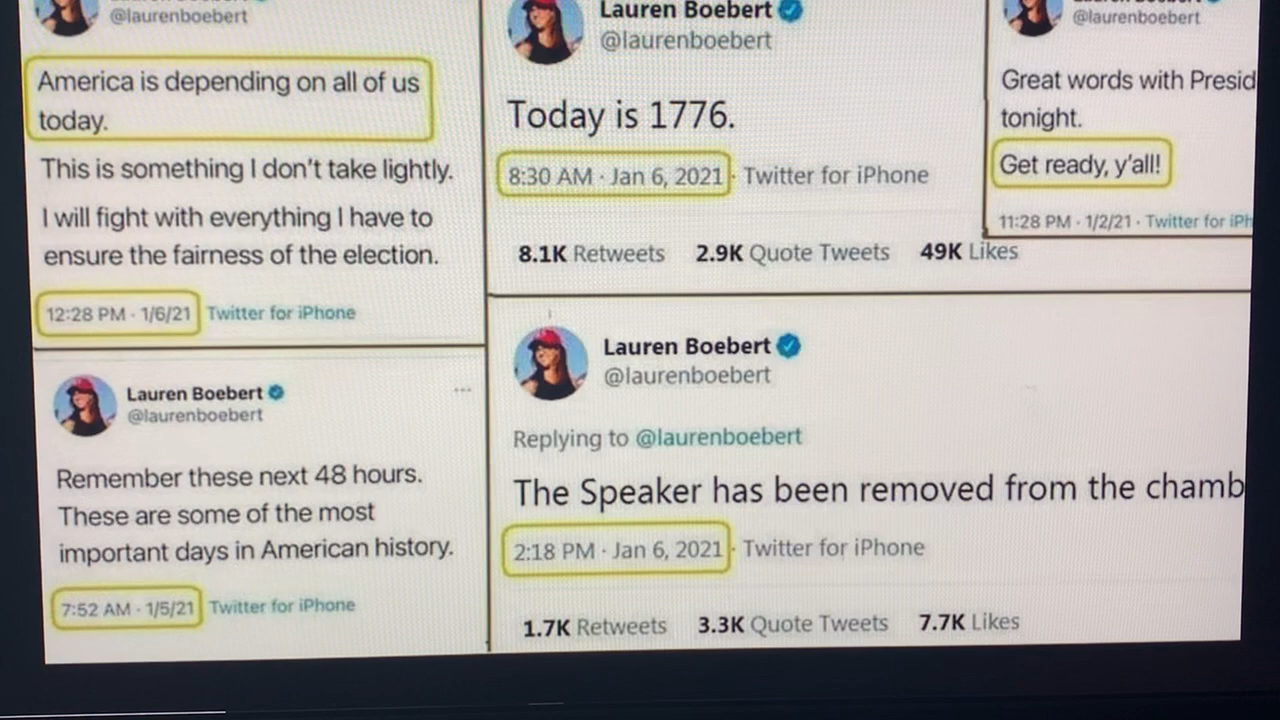 @laurenboebert
America is depending on all of us
today.
This is something I don't take lightly.
I will fight with everything I have to
ensure the fairness of the election.
12:28 PM · 1/6/21 Twitter for iPhone
Lauren Boebert
@laurenboebert
Remember these next 48 hours.
These are some of the most
important days in American history.
7:52 AM · 1/5/21 Twitter for iPhone
Lauren Boebert
@laurenboebert
Today is 1776.
8:30 AM · Jan 6, 2021 · Twitter for iPhone
8.1K Retweets 2.9K Quote Tweets 49K Likes
Lauren Boebert
@laurenboebert
Replying to @laurenboebert
The Speaker has been removed from the chamb
2:18 PM · Jan 6, 2021 · Twitter for iPhone
1.7K Retweets 3.3K Quote Tweets 7.7K Likes
@laurenboebert
Great words with Presid
tonight.
Get ready, y'all!
11:28 PM · 1/2/21 · Twitter for iPh